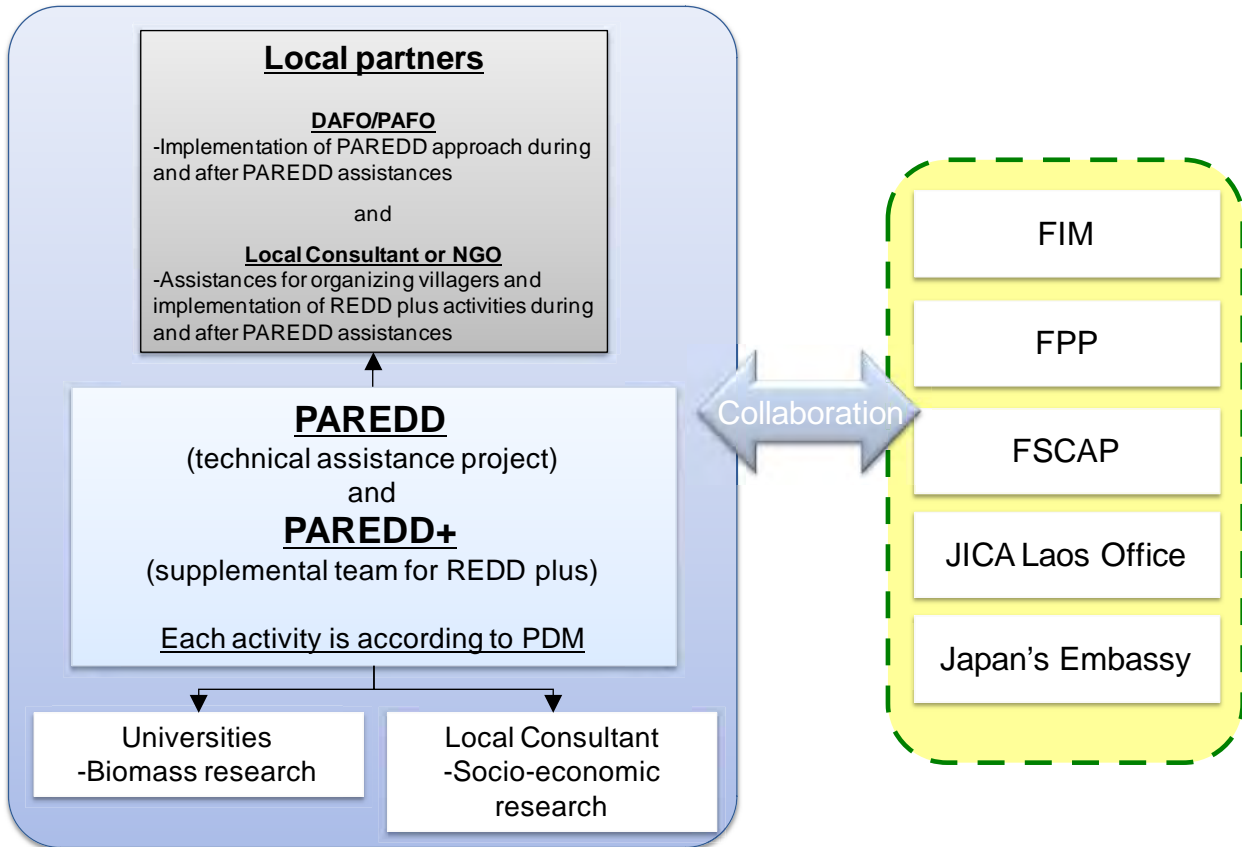 Local partners
DAFO/PAFO
-Implementation of PAREDD approach during
and after PAREDD assistances
and
Local Consultant or NGO
-Assistances for organizing villagers and
implementation of REDD plus activities during
and after PAREDD assistances
PAREDD
(technical assistance project)
and
PAREDD+
(supplemental team for REDD plus)
Each activity is according to PDM
Universities
-Biomass research
Local Consultant
-Socio-economic
research
Collaboration
FIM
FPP
FSCAP
JICA Laos Office
Japan's Embassy